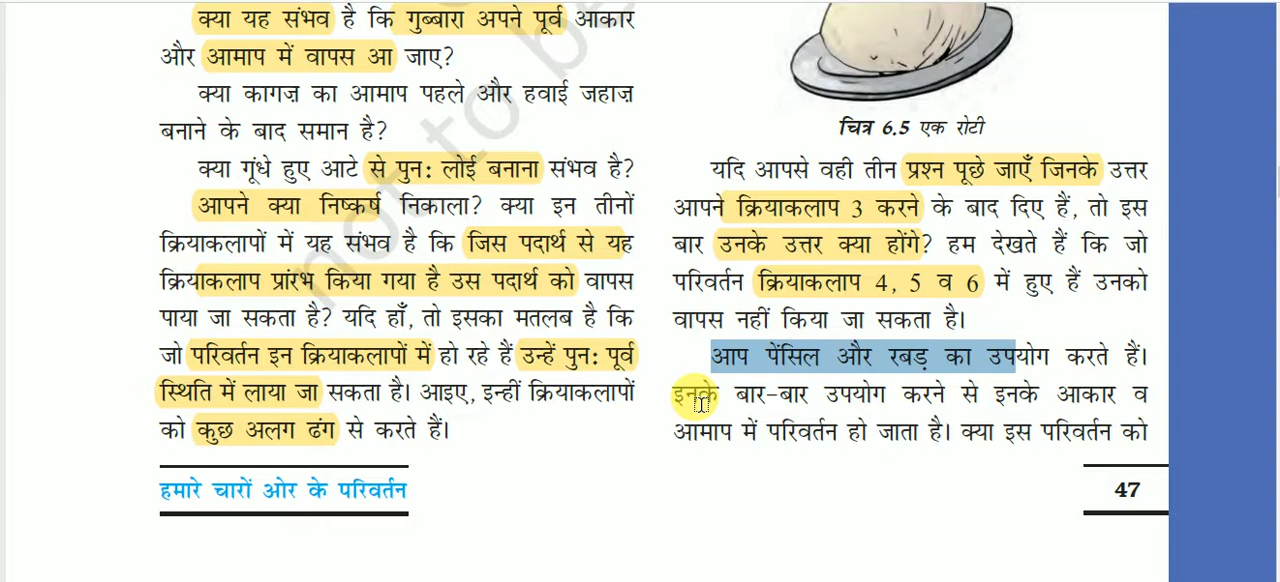 क्या यह संभव है कि गुब्बारा अपने पूर्व आकार
और आमाप में वापस आ जाए?
क्या कागज़ का आमाप पहले और हवाई जहाज़
बनाने के बाद समान है?
क्या गूंधे हुए आटे से पुन: लोई बनाना संभव है?
आपने क्या निष्कर्ष निकाला? क्या इन तीनों
क्रियाकलापों में यह संभव है कि जिस पदार्थ से यह
क्रियाकलाप प्रारंभ किया गया है उस पदार्थ को वापस
पाया जा सकता है? यदि हाँ, तो इसका मतलब है कि
जो परिवर्तन इन क्रियाकलापों में हो रहे हैं उन्हें पुन: पूर्व
स्थिति में लाया जा सकता है। आइए, इन्हीं क्रियाकलापों
को कुछ अलग ढंग से करते हैं।
हमारे चारों ओर के परिवर्तन
चित्र 6.5 एक रोटी
यदि आपसे वही तीन प्रश्न पूछे जाएँ जिनके उत्तर
आपने क्रियाकलाप 3 करने के बाद दिए हैं, तो इस
बार उनके उत्तर क्या होंगे? हम देखते हैं कि जो
परिवर्तन क्रियाकलाप 4, 5 व 6 में हुए हैं उनको
वापस नहीं किया जा सकता है।
आप पेंसिल और रबड़ का उपयोग करते हैं।
इनके बार-बार उपयोग करने से इनके आकार व
आमाप में परिवर्तन हो जाता है। क्या इस परिवर्तन को
47
not to be